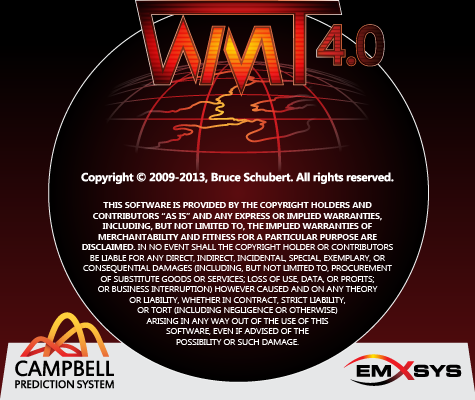 WMT 4.0
Copyright © 2009-2013, Bruce Schubert. All rights reserved.
THIS SOFTWARE IS PROVIDED BY THE COPYRIGHT HOLDERS AND
CONTRIBUTORS “AS IS” AND ANY EXPRESS OR IMPLIED WARRANTIES,
INCLUDING, BUT NOT LIMITED TO, THE IMPLIED WARRANTIES OF
MERCHANTABILITY AND FITNESS FOR A PARTICULAR PURPOSE ARE
DISCLAIMED. IN NO EVENT SHALL THE COPYRIGHT HOLDER OR CONTRIBUTORS
BE LIABLE FOR ANY DIRECT, INDIRECT, INCIDENTAL, SPECIAL, EXEMPLARY, OR
CONSEQUENTIAL DAMAGES (INCLUDING, BUT NOT LIMITED TO, PROCUREMENT
OF SUBSTITUTE GOODS OR SERVICES; LOSS OF USE, DATA, OR PROFITS;
OR BUSINESS INTERRUPTION) HOWEVER CAUSED AND ON ANY THEORY
OR LIABILITY, WHETHER IN CONTRACT, STRICT LIABILITY,
OR TORT (INCLUDING NEGLIGENCE OR OTHERWISE)
ARISING IN ANY WAY OUT OF THE USE OF THIS
SOFTWARE, EVEN IF ADVISED OF THE
POSSIBILITY OR SUCH DAMAGE.
CAMPBELL
PREDICTION SYSTEM
EMXSYS